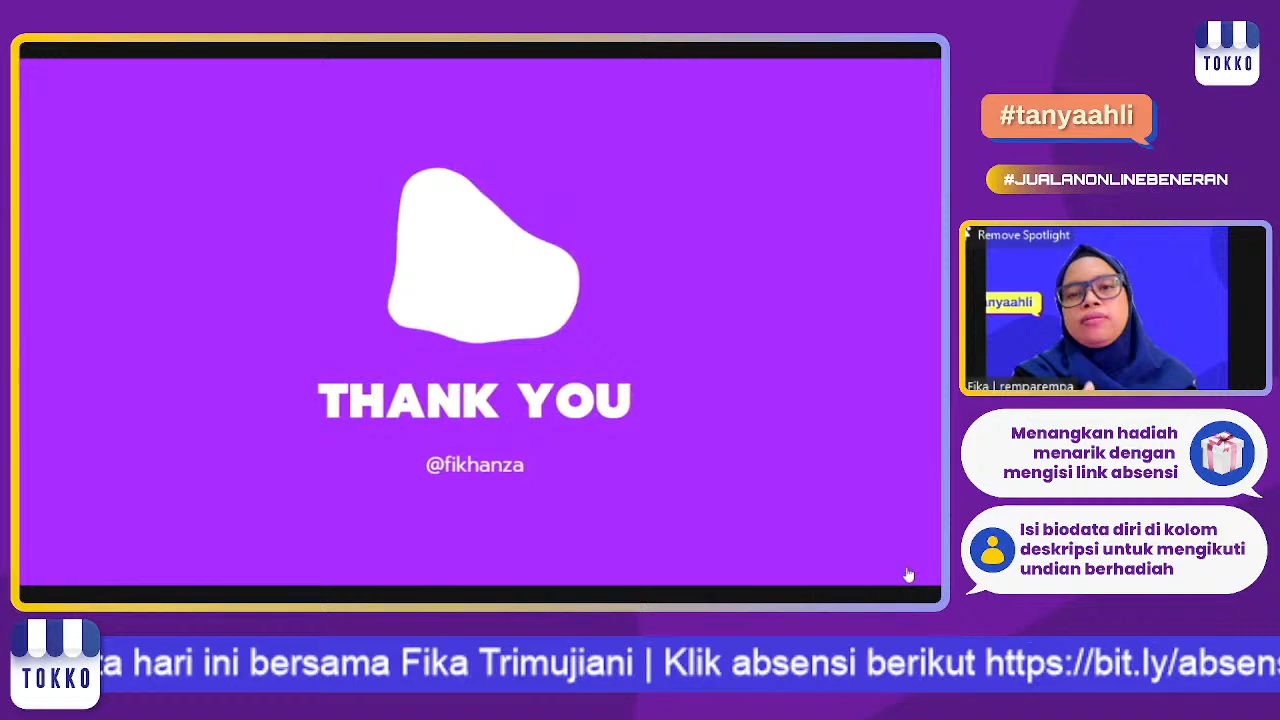 TOKKO
#tanyaahli
#JUALANONLINEBENERAN
THANK YOU
@fikhanza
Remove Spotlight
anyaahli
Fika | remparempa
Menangkan hadiah
menarik dengan
mengisi link absensi
Isi biodata diri di kolom
deskripsi untuk mengikuti
undian berhadiah
TOKKO
ta hari ini bersama Fika Trimujiani | Klik absensi berikut https://bit.ly/absens